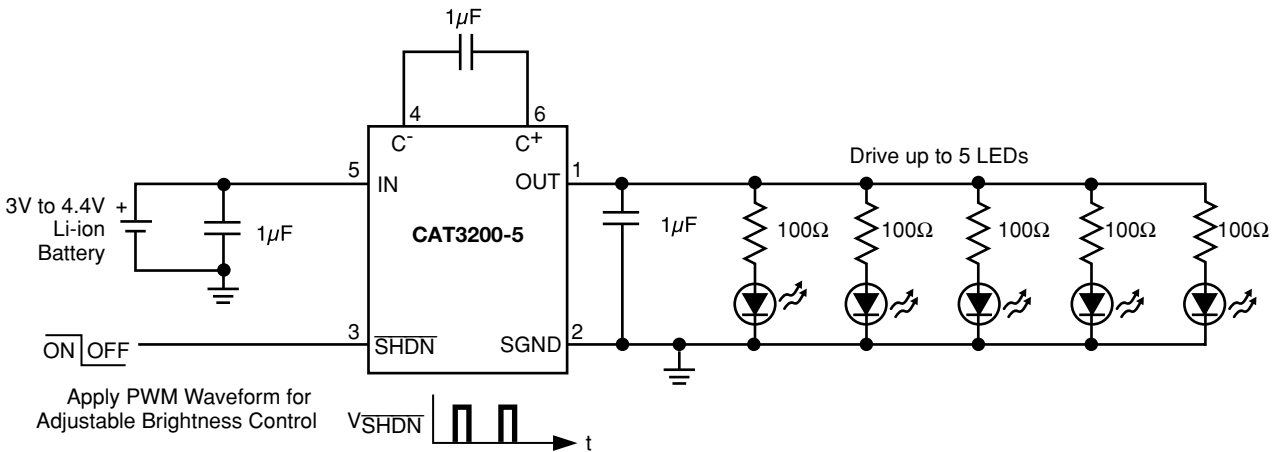 1µF
4
6
C-
C+
Drive up to 5 LEDs
5
IN
OUT
1
3V to 4.4V +
Li-ion
Battery
1µF
CAT3200-5
1µF
100Ω
100Ω
100Ω
100Ω
100Ω
ON OFF
3
SHDN
SGND
2
Apply PWM Waveform for
Adjustable Brightness Control
VSHDN
t